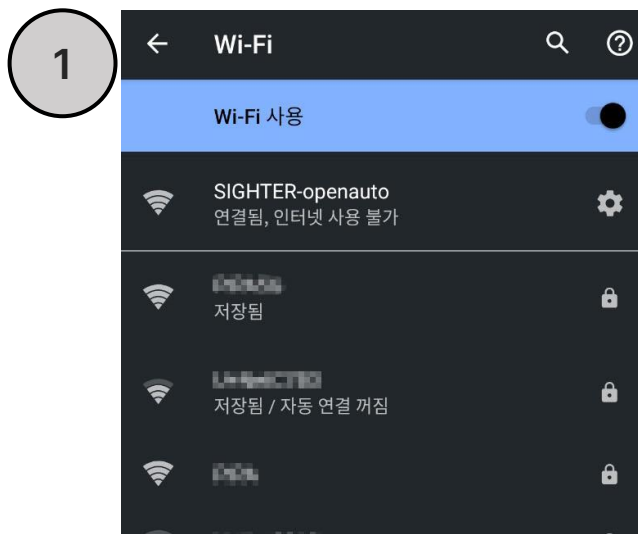 1
Wi-Fi
Wi-Fi 사용
SIGHTER-openauto
연결됨, 인터넷 사용 불가
저장됨
저장됨 / 자동 연결 꺼짐